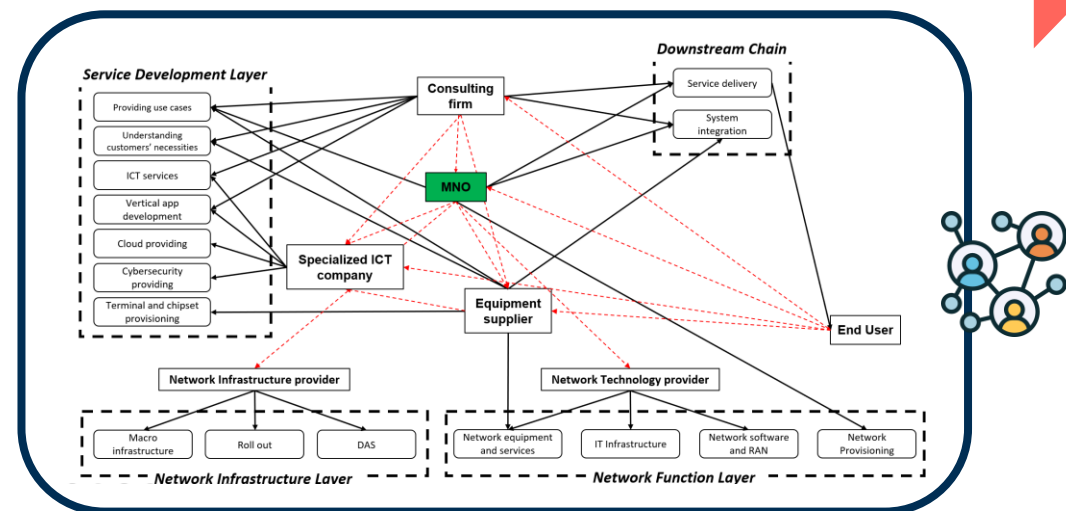 Downstream Chain
Service Development Layer
Consulting
firm
Service delivery
Providing use cases
System
integration
Understanding
customers' necessities
ICT services
MNO
Vertical app
development
Cloud providing
Specialized ICT
company
Cybersecurity
providing
Equipment
supplier
Terminal and chipset
provisioning
End User
Network Infrastructure provider
Network Technology provider
Macro
infrastructure
Roll out
DAS
Network equipment
and services
IT Infrastructure
Network software
and RAN
Network
Provisioning
Network Infrastructure Layer
Network Function Layer